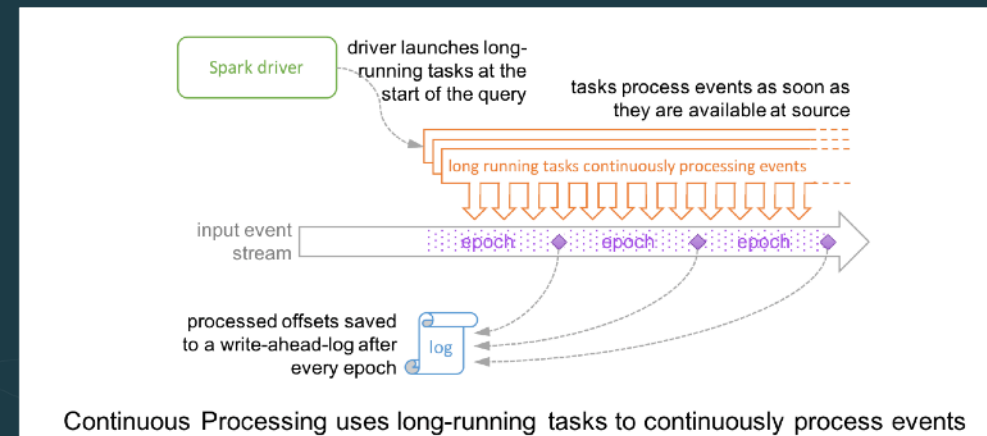 Spark driver
driver launches long-
running tasks at the
start of the query
tasks process events as soon as
they are available at source
long running tasks continuously processing events
input event
stream
epoch
epoch
epoch
processed offsets saved
to a write-ahead-log after
every epoch
log
Continuous Processing uses long-running tasks to continuously process events